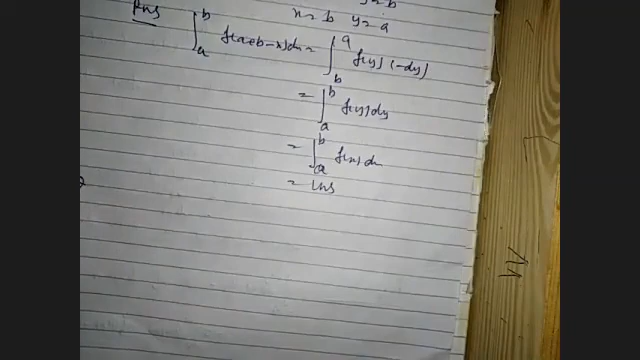 y = b
RHS x = b y = a
∫_a^b f(a+b-x)dx = ∫_b^a f(y)(-dy)
= ∫_a^b f(y)dy
= ∫_a^b f(x)dx
= LHS